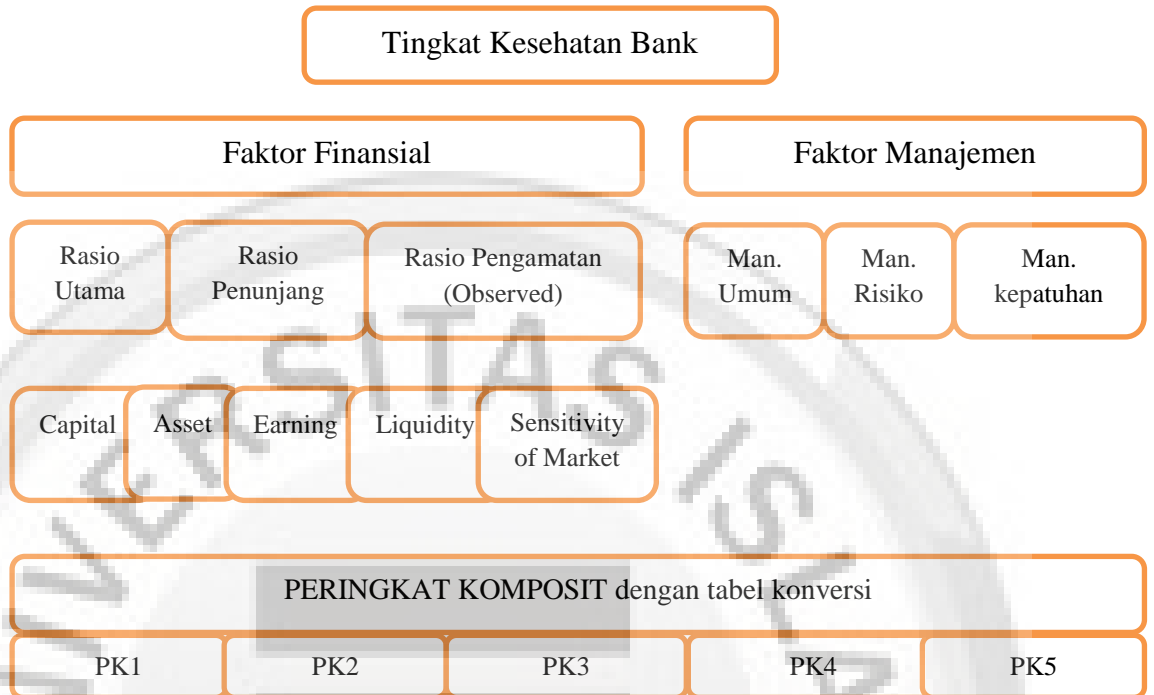 Tingkat Kesehatan Bank
Faktor Finansial
Faktor Manajemen
Rasio
Utama
Rasio
Penunjang
Rasio Pengamatan
(Observed)
Man.
Umum
Man.
Risiko
Man.
kepatuhan
Capital
Asset
Earning
Liquidity
Sensitivity
of Market
PERINGKAT KOMPOSIT dengan tabel konversi
PK1
PK2
PK3
PK4
PK5